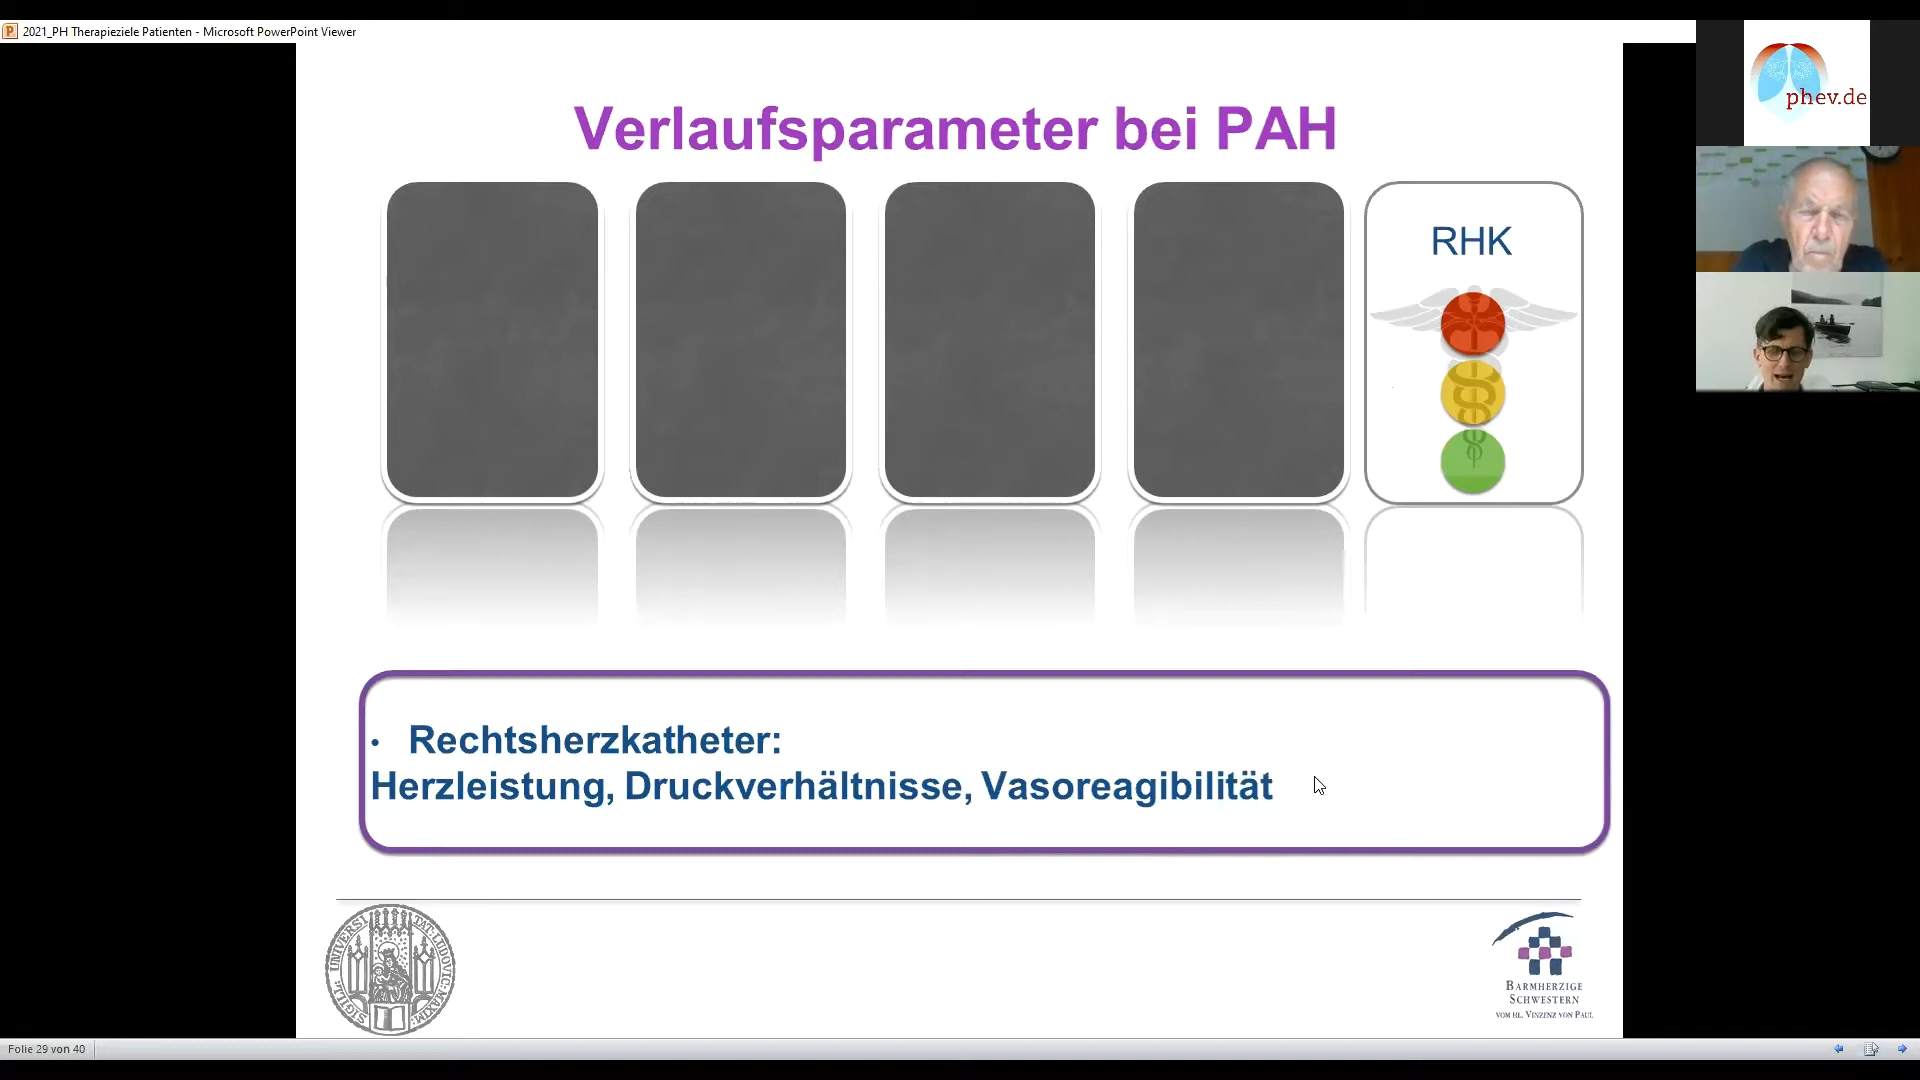 2021_PH Therapieziele Patienten - Microsoft PowerPoint Viewer
phev.de
Verlaufsparameter bei PAH
RHK
• Rechtsherzkatheter:
Herzleistung, Druckverhältnisse, Vasoreagibilität
BARMHERZIGE
SCHWESTERN
VOM HL. VINZENZ VON PAUL
Folie 29 von 40